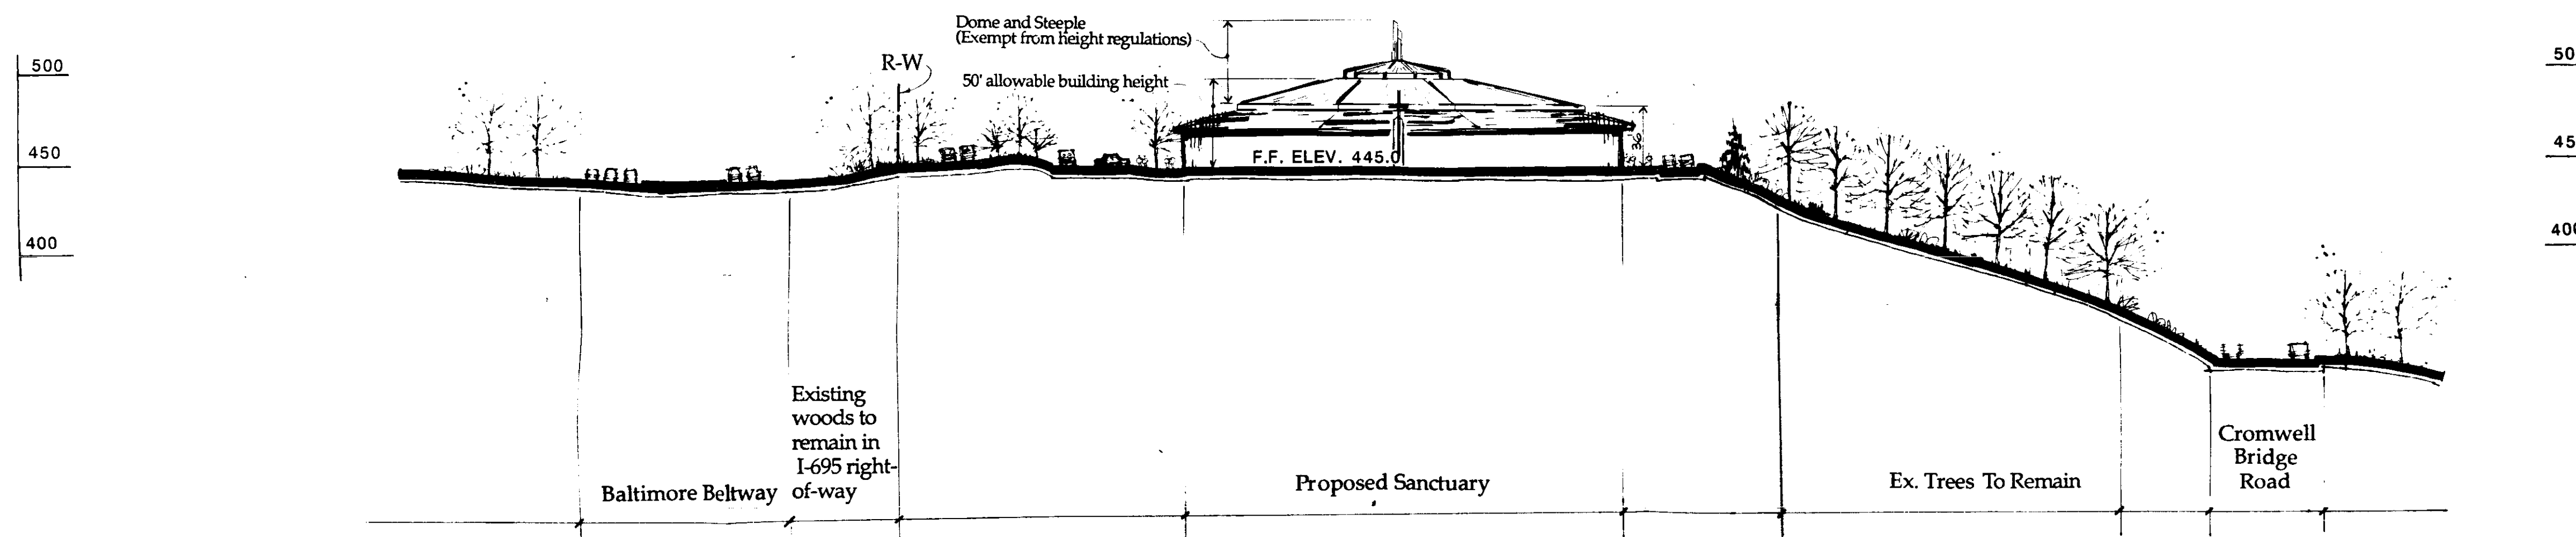 Dome and Steeple
(Exempt from height regulations)
R-W
50' allowable building height
500
450
400
F.F. ELEV. 445.0
36'
50
45
400
Existing
woods to
remain in
I-695 right-
of-way
Baltimore Beltway
Proposed Sanctuary
Ex. Trees To Remain
Cromwell
Bridge
Road